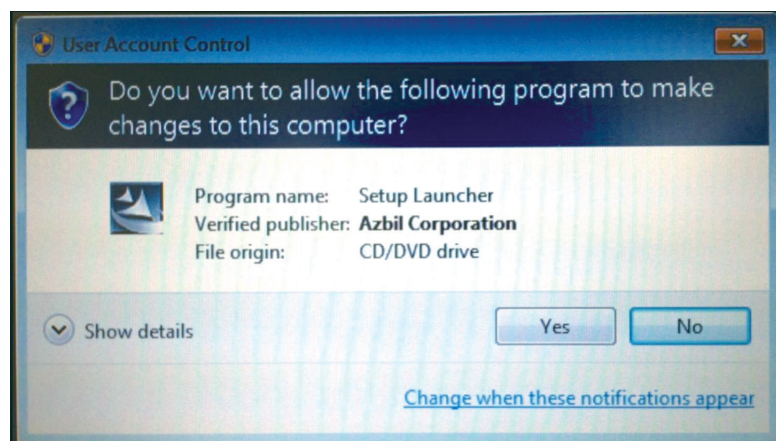 User Account Control
Do you want to allow the following program to make
changes to this computer?
Program name: Setup Launcher
Verified publisher: Azbil Corporation
File origin: CD/DVD drive
Show details
Yes
No
Change when these notifications appear